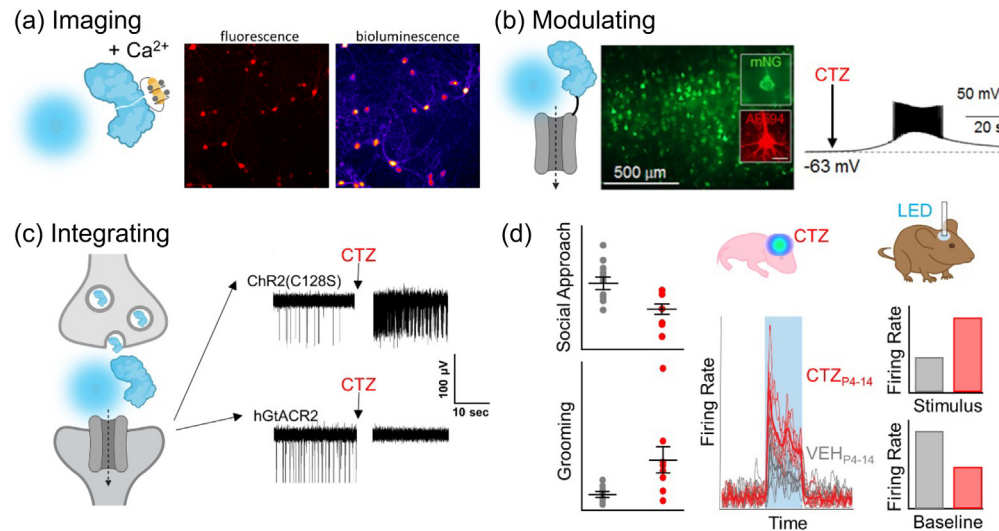 (a) Imaging
+ Ca²⁺
fluorescence
bioluminescence
(b) Modulating
mNG
AF594
500 µm
CTZ
-63 mV
50 mV
20 s
(c) Integrating
ChR2(C128S)
CTZ
hGtACR2
CTZ
100 µV
10 sec
(d)
Social Approach
Grooming
CTZ
Firing Rate
CTZP4-14
VEHP4-14
Time
LED
Firing Rate
Stimulus
Firing Rate
Baseline